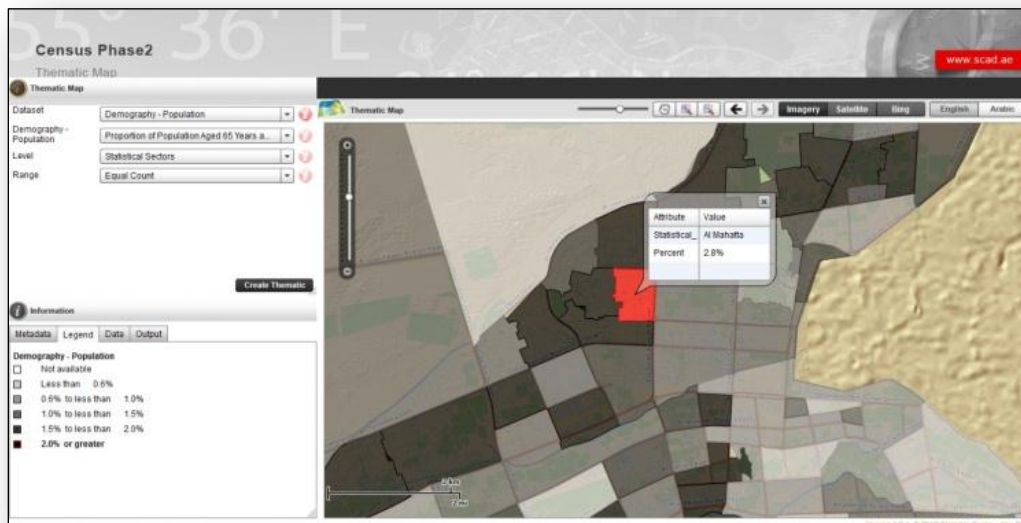 55° 36' E
Census Phase2
Thematic Map
www.scad.ae
Thematic Map
Dataset
Demography - Population
Demography -
Population
Proportion of Population Aged 65 Years a...
Level
Statistical Sectors
Range
Equal Count
Create Thematic
Information
Metadata Legend Data Output
Demography - Population
Not available
Less than 0.6%
0.6% to less than 1.0%
1.0% to less than 1.5%
1.5% to less than 2.0%
2.0% or greater
Thematic Map
Imagery Satellite Bing English Arabic
Attribute Value
Statistical_ Al Mahatta
Percent 2.8%